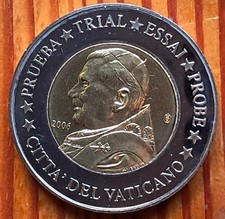 ★ PRUEBA ★ TRIAL ★ ESSAI ★ PROBE ★
CITTA' DEL VATICANO
2006